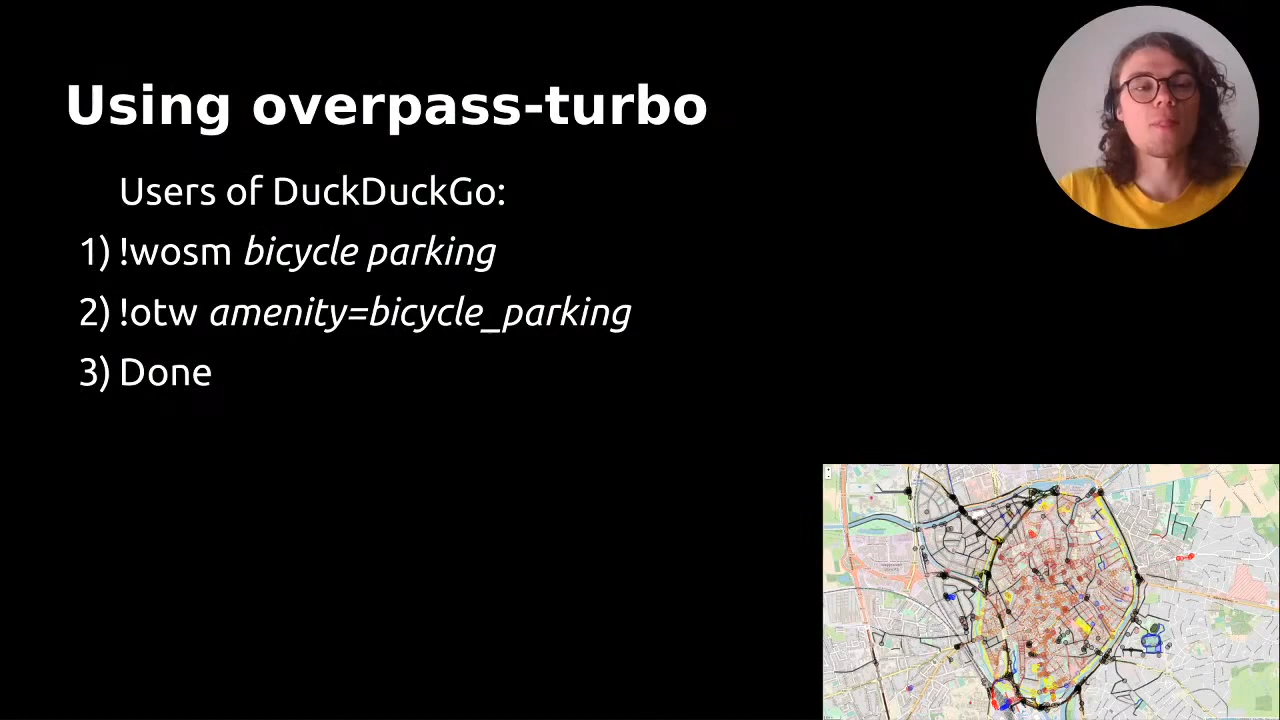 Using overpass-turbo
Users of DuckDuckGo:
1) !wosm bicycle parking
2) !otw amenity=bicycle_parking
3) Done